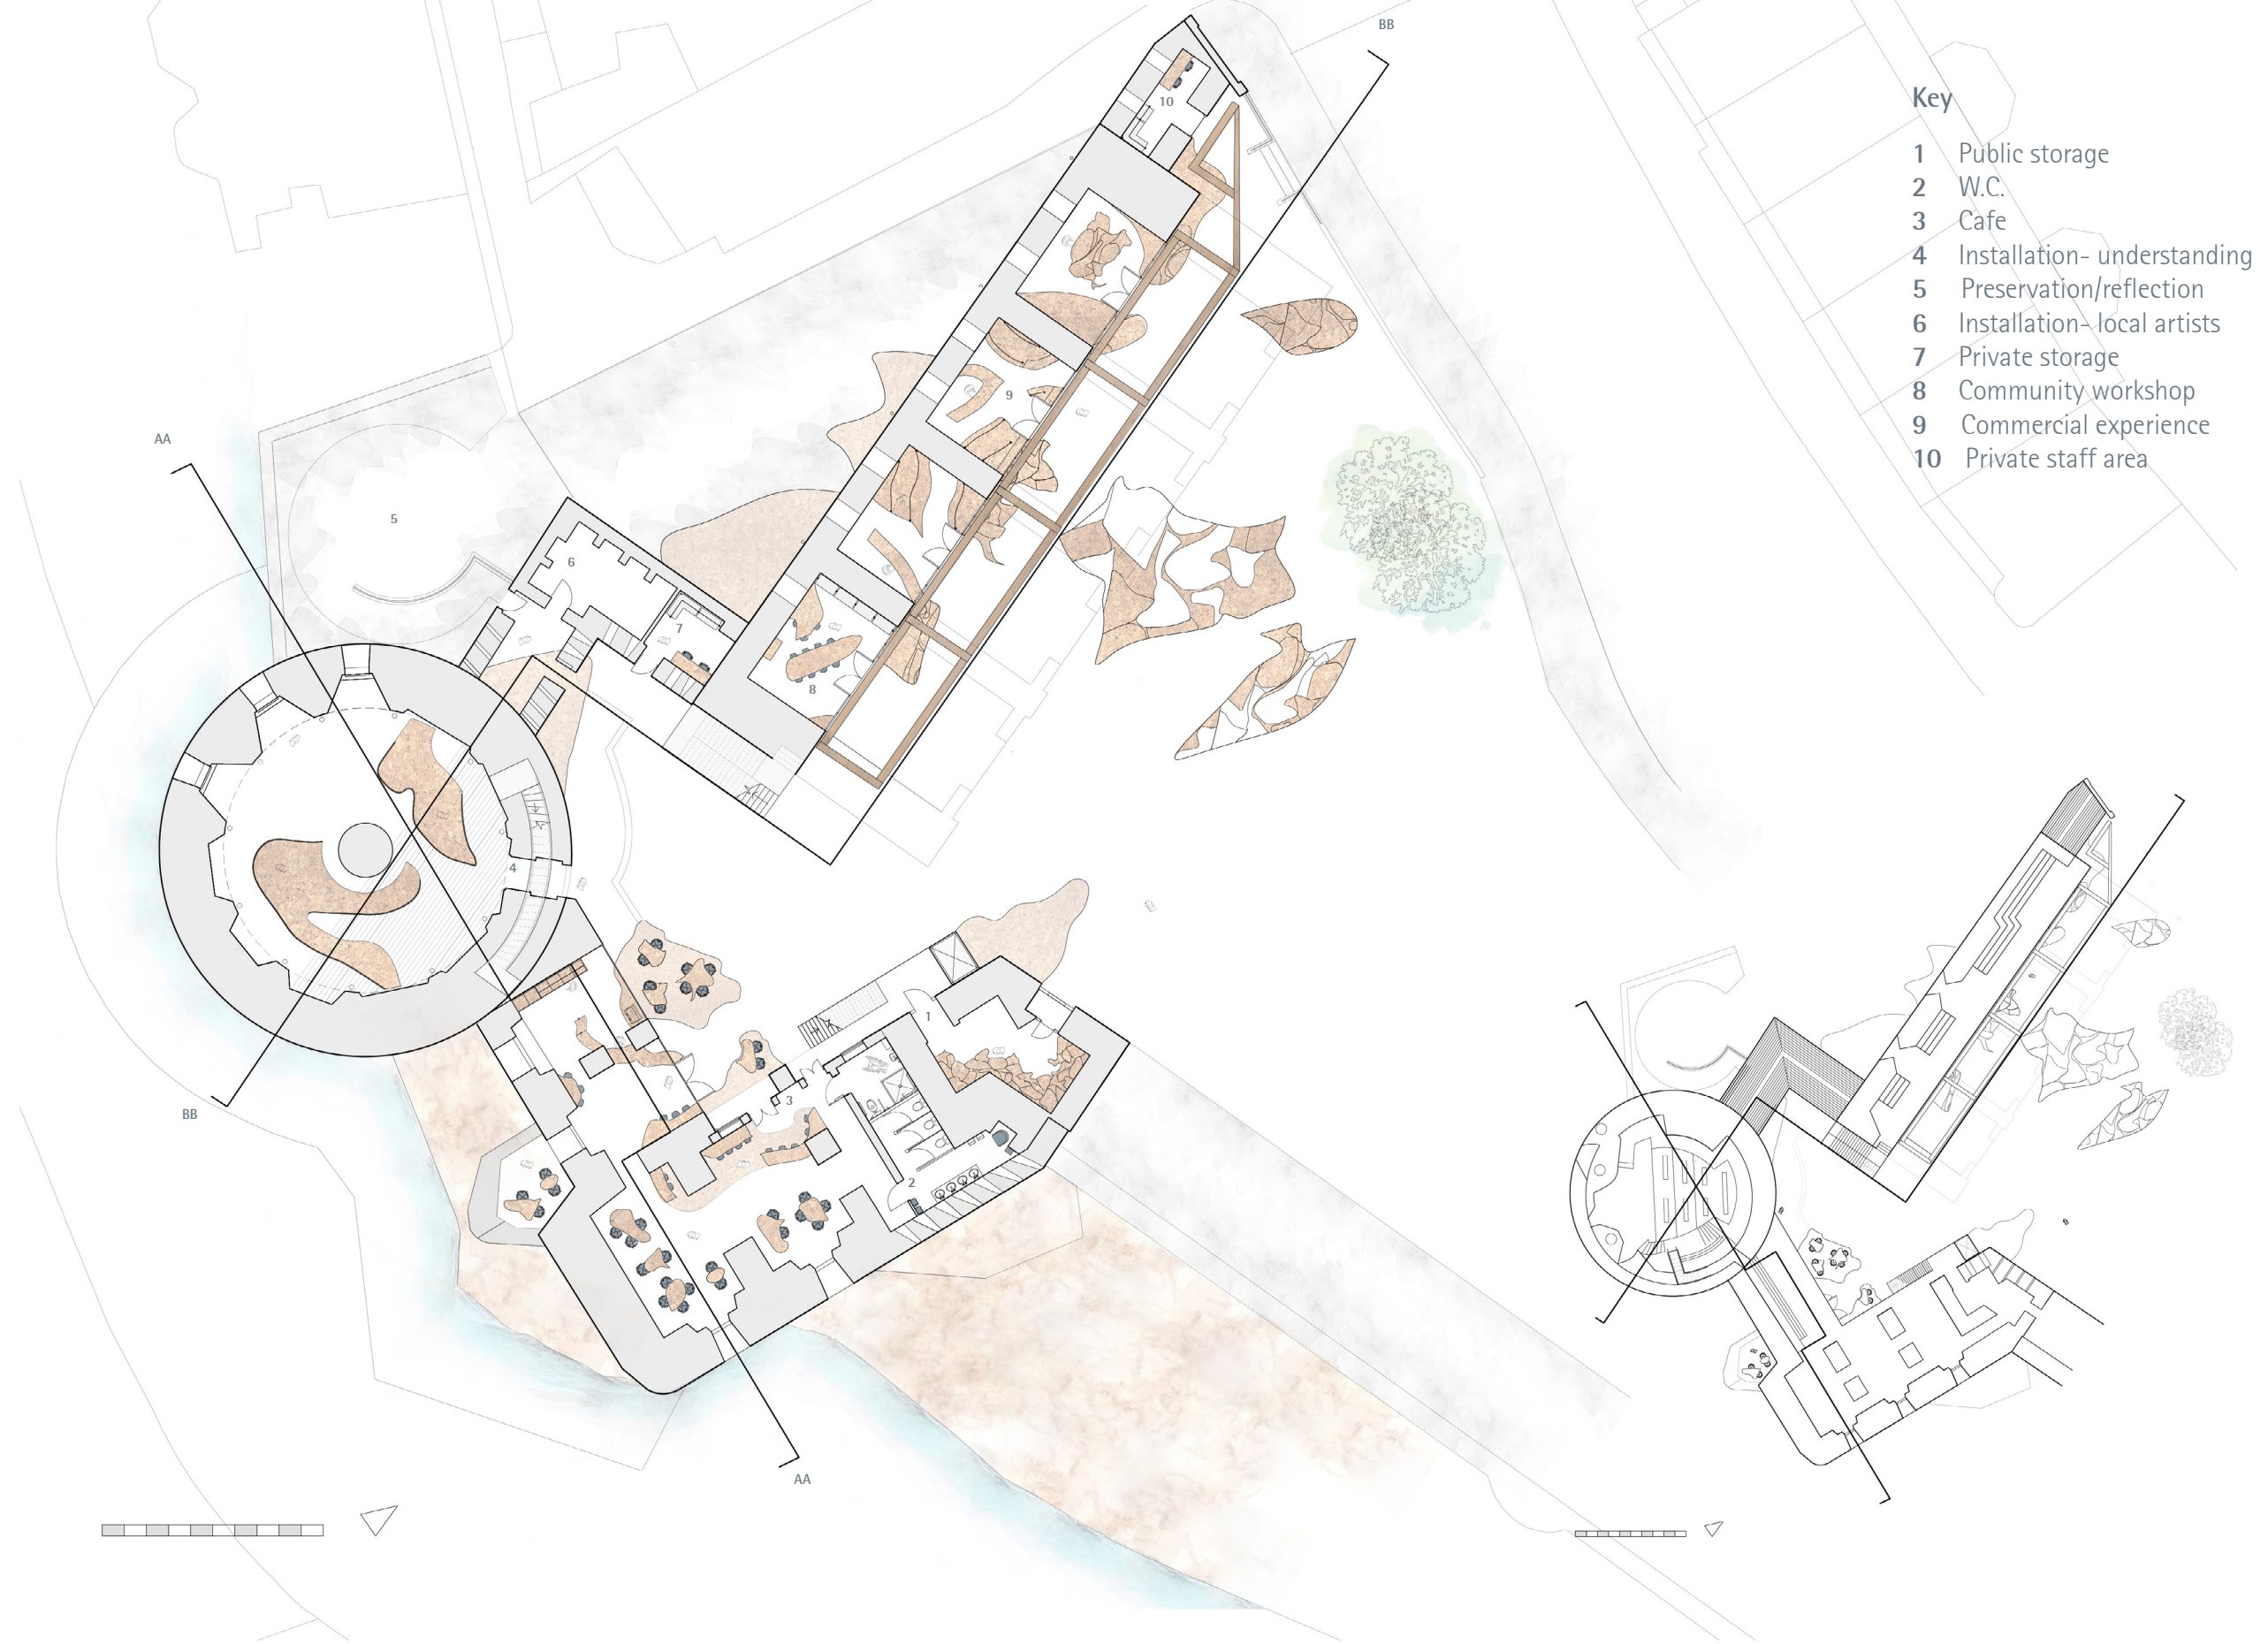 BB
Key
1 Public storage
2 W.C.
3 Cafe
4 Installation- understanding
5 Preservation/reflection
6 Installation- local artists
7 Private storage
8 Community workshop
9 Commercial experience
10 Private staff area
10
9
AA
5
6
7
8
4
1
3
BB
2
AA